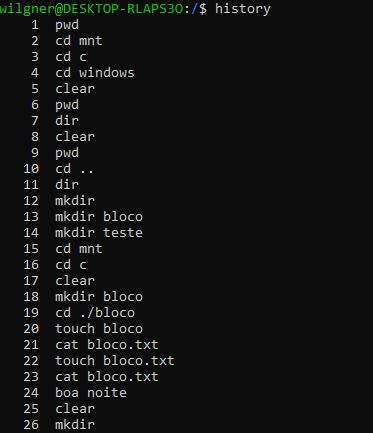 wilgner@DESKTOP-RLAPS3O:/$ history
1 pwd
2 cd mnt
3 cd c
4 cd windows
5 clear
6 pwd
7 dir
8 clear
9 pwd
10 cd ..
11 dir
12 mkdir
13 mkdir bloco
14 mkdir teste
15 cd mnt
16 cd c
17 clear
18 mkdir bloco
19 cd ./bloco
20 touch bloco
21 cat bloco.txt
22 touch bloco.txt
23 cat bloco.txt
24 boa noite
25 clear
26 mkdir